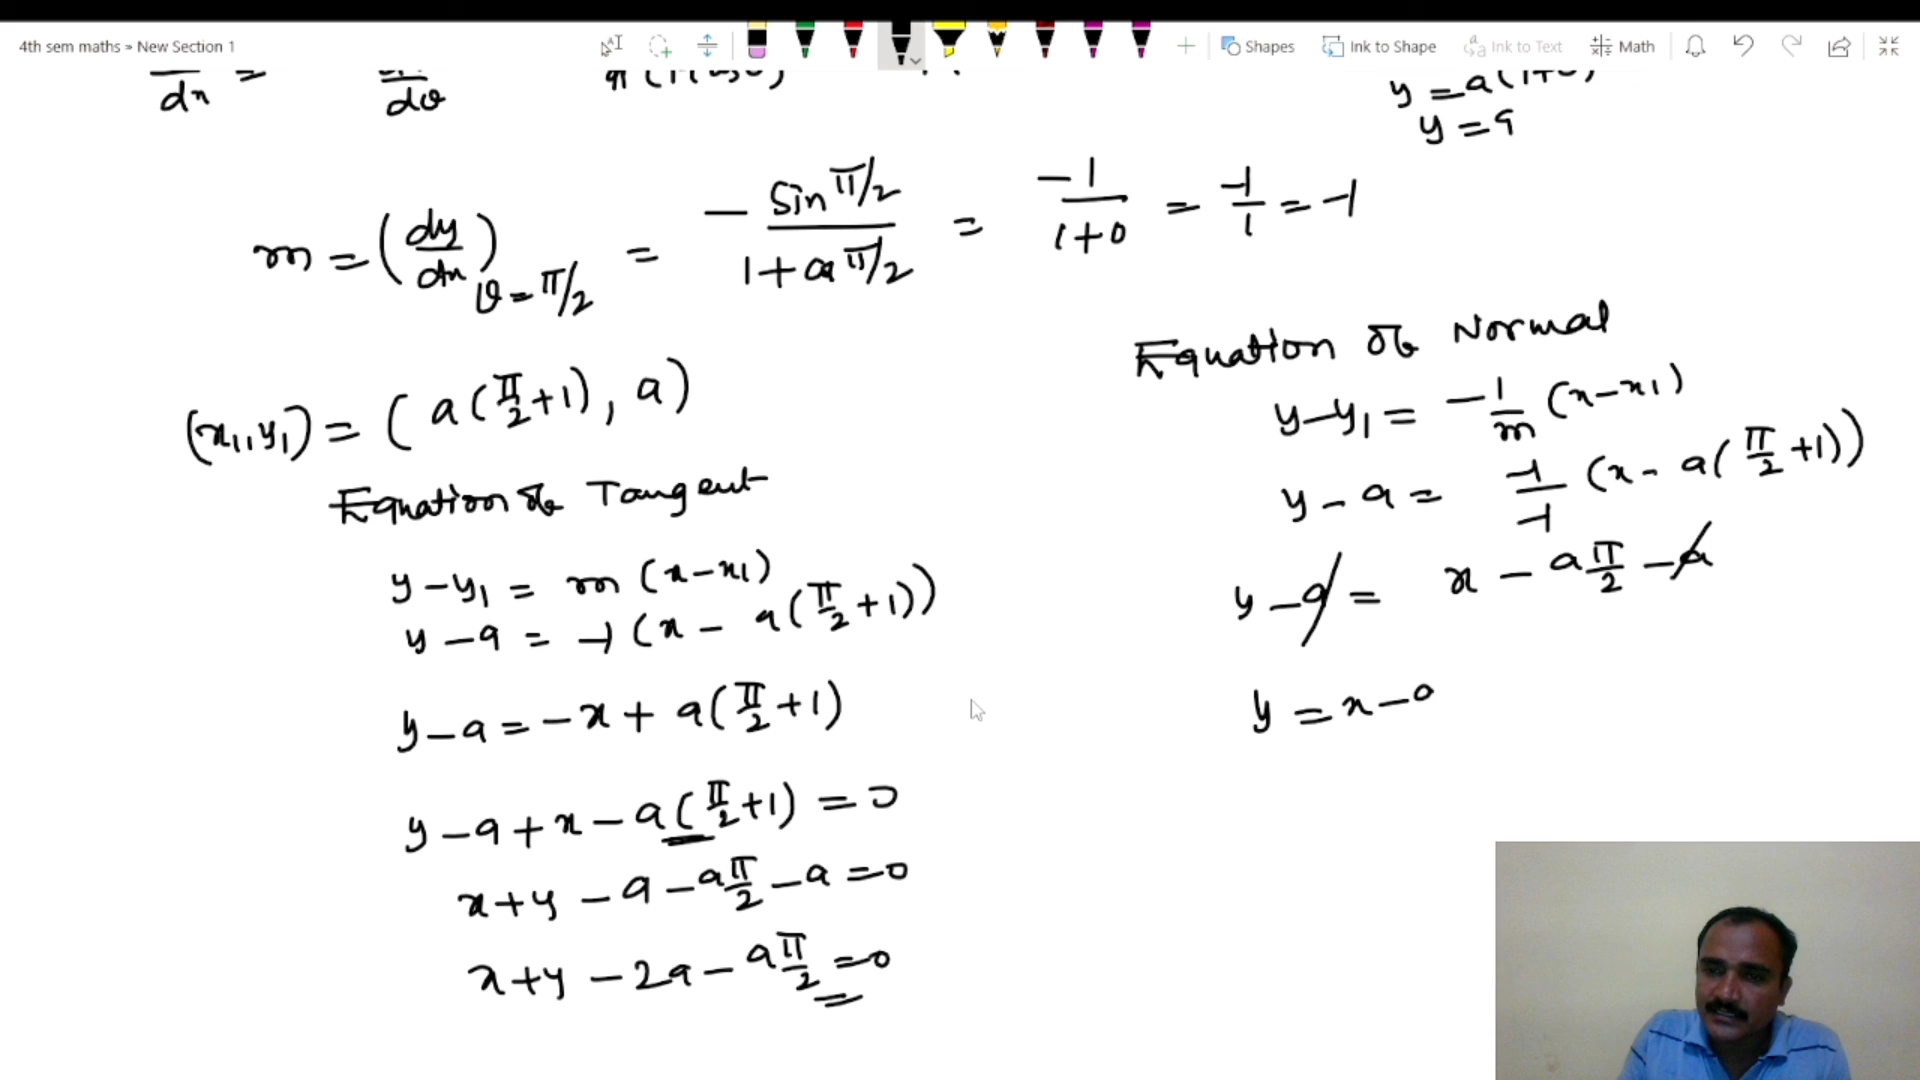 4th sem maths » New Section 1
Shapes
Ink to Shape
Ink to Text
Math
dx =
dθ
y = a(1+0)
y = a
m = (dy/dx) θ=π/2 = - Sin π/2 / 1+cos π/2 = -1/1+0 = -1/1 = -1
(x1, y1) = ( a(π/2+1), a)
Equation of Tangent
y-y1 = m (x-x1)
y-a = -1 (x - a(π/2+1))
y-a = -x + a(π/2+1)
y-a+x-a(π/2+1) = 0
x+y-a-aπ/2-a=0
x+y-2a-aπ/2=0
Equation of Normal
y-y1 = -1/m (x-x1)
y-a = -1/-1 (x - a(π/2+1))
y-a = x - aπ/2 - a
y = x-a